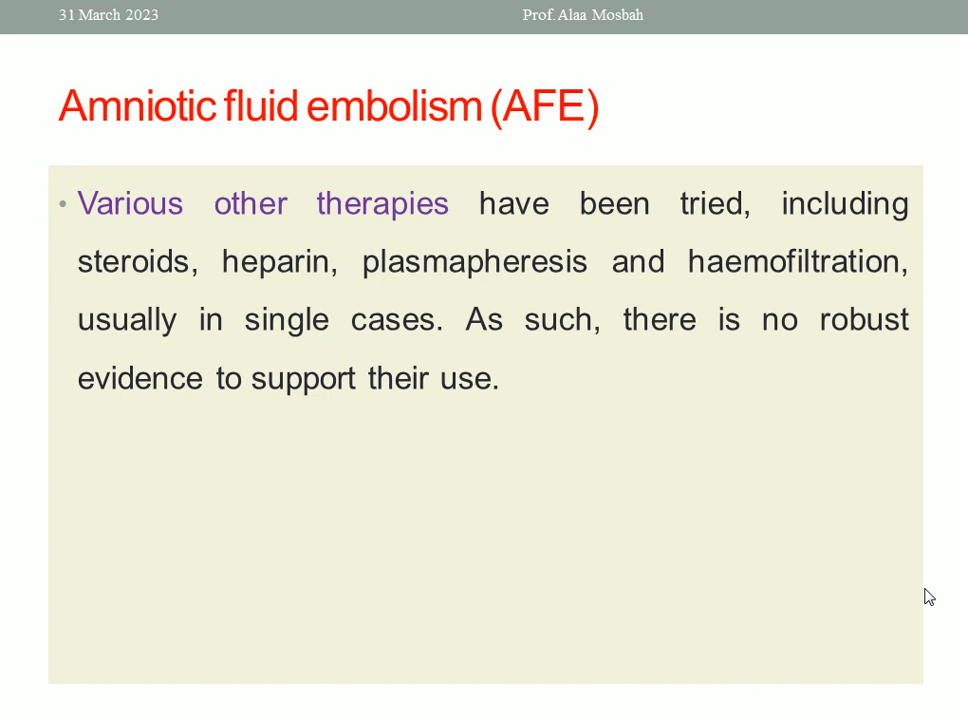 31 March 2023
Prof. Alaa Mosbah
Amniotic fluid embolism (AFE)
• Various other therapies have been tried, including
steroids, heparin, plasmapheresis and haemofiltration,
usually in single cases. As such, there is no robust
evidence to support their use.